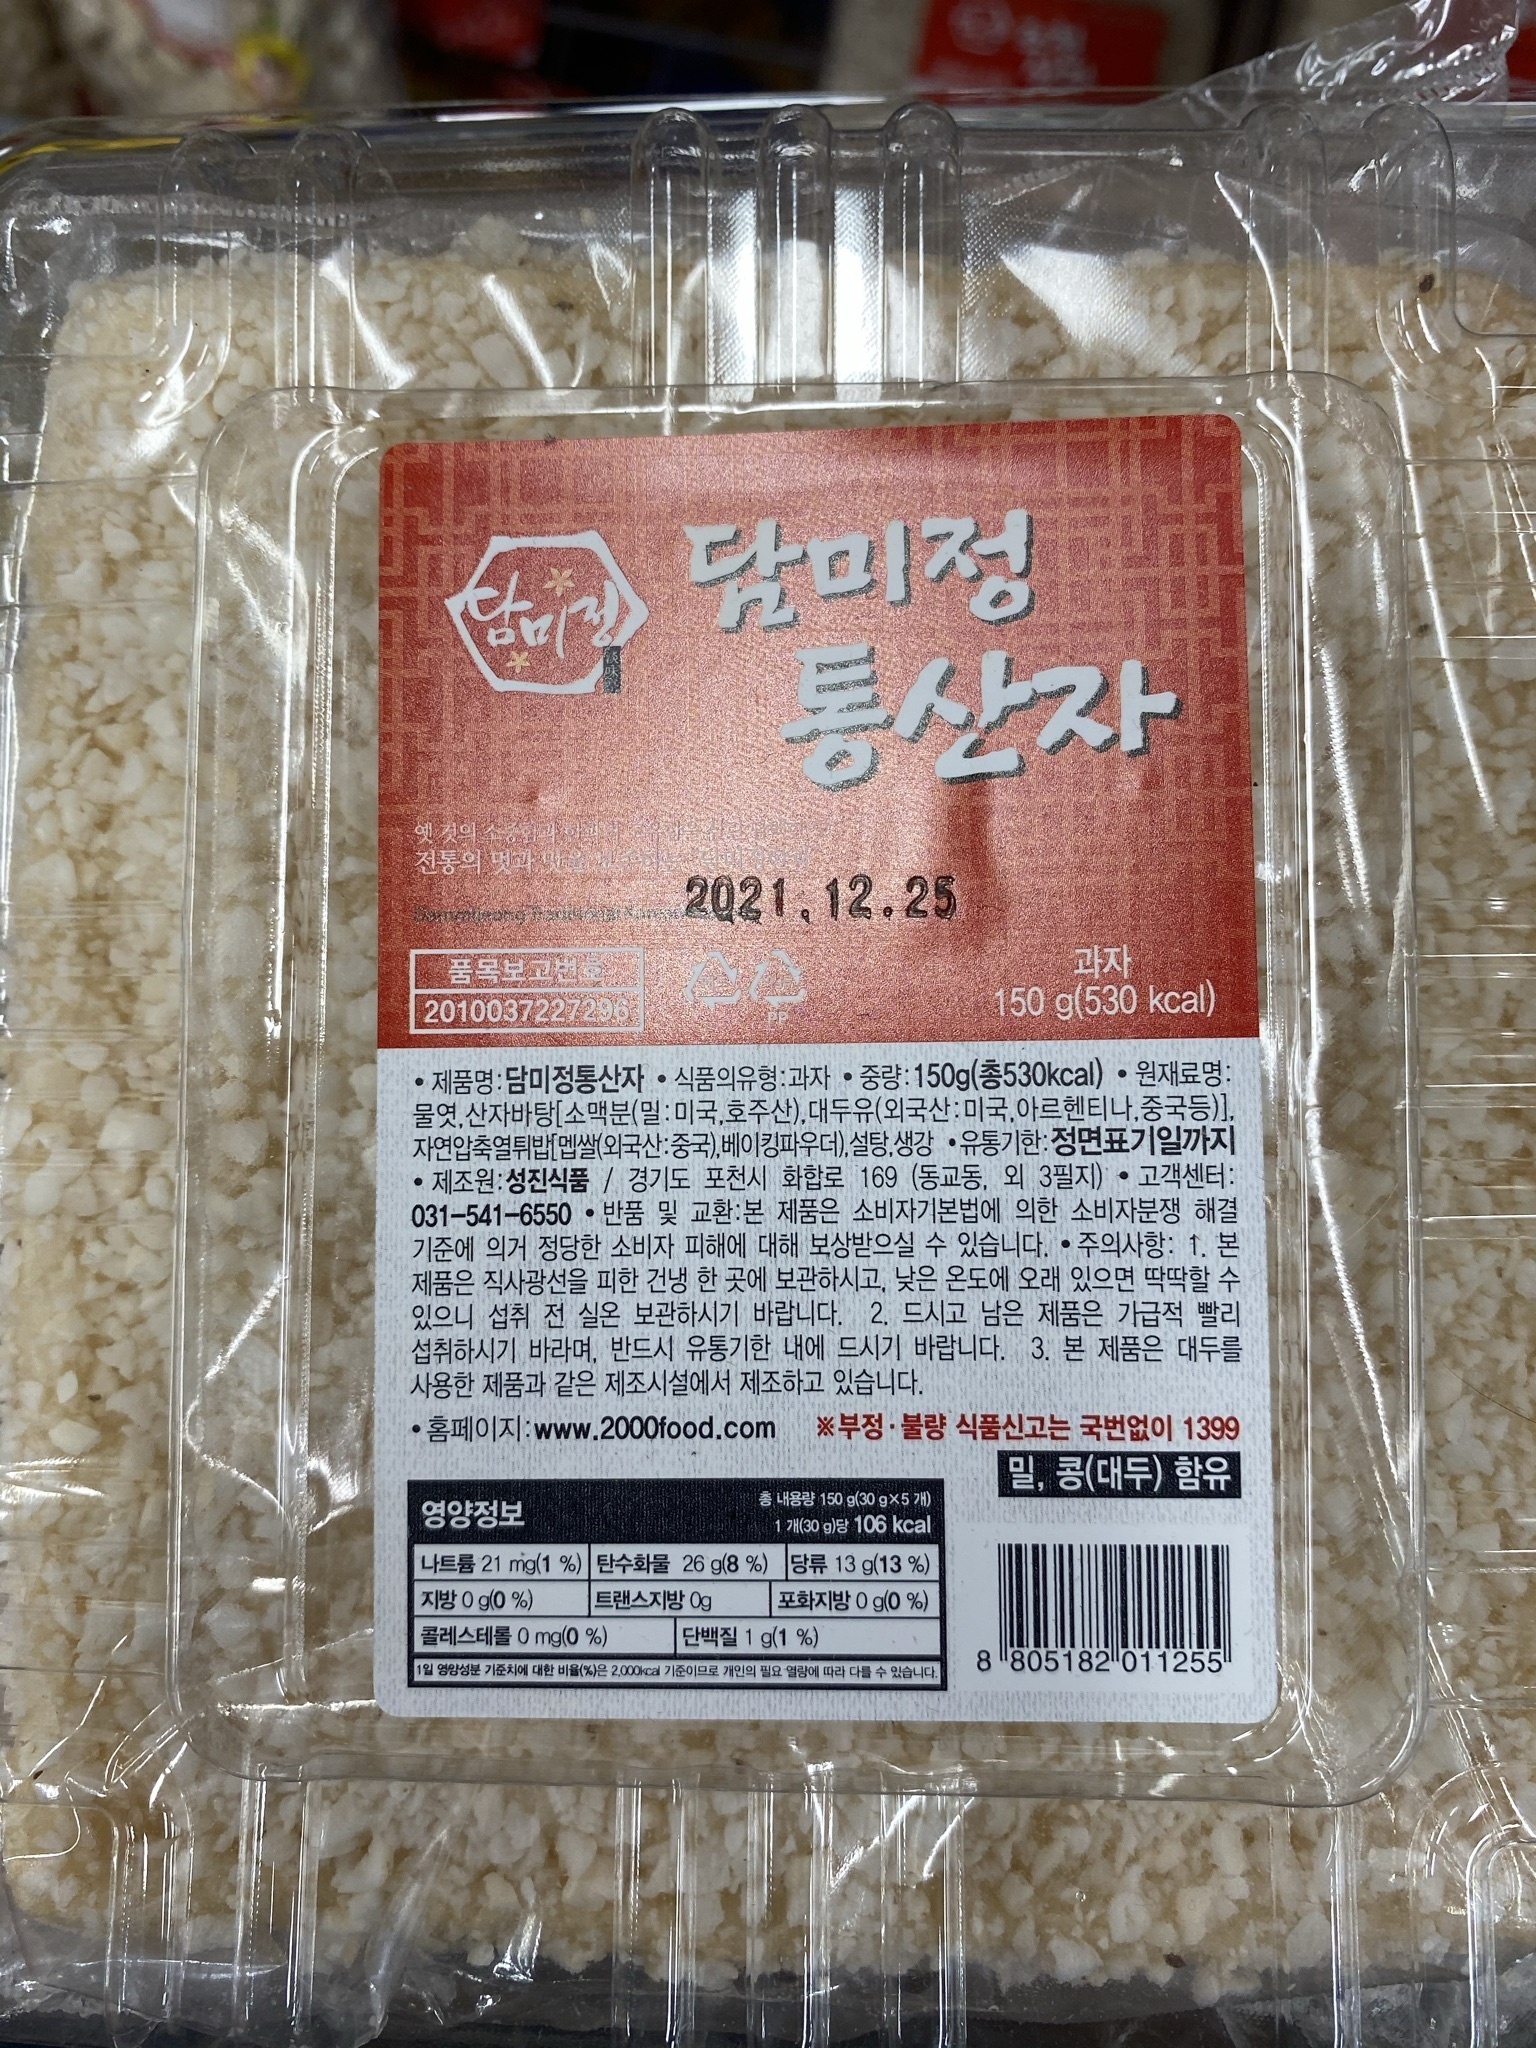 담미정
담미정
통산자
전통의 멋과 맛을
2021.12.25
품목보고번호
2010037227296
PP
과자
150 g(530 kcal)
• 제품명:담미정통산자 • 식품의유형:과자 • 중량:150g(총530kcal) • 원재료명:
물엿,산자바탕[소맥분(밀:미국,호주산),대두유(외국산:미국,아르헨티나,중국등)],
자연압축열튀밥[멥쌀(외국산:중국),베이킹파우더],설탕,생강 •유통기한:정면표기일까지
• 제조원:성진식품 / 경기도 포천시 화합로 169 (동교동, 외 3필지) • 고객센터:
031-541-6550 • 반품 및 교환:본 제품은 소비자기본법에 의한 소비자분쟁 해결
기준에 의거 정당한 소비자 피해에 대해 보상받으실 수 있습니다. • 주의사항: 1. 본
제품은 직사광선을 피한 건냉 한 곳에 보관하시고, 낮은 온도에 오래 있으면 딱딱할 수
있으니 섭취 전 실온 보관하시기 바랍니다. 2. 드시고 남은 제품은 가급적 빨리
섭취하시기 바라며, 반드시 유통기한 내에 드시기 바랍니다. 3. 본 제품은 대두를
사용한 제품과 같은 제조시설에서 제조하고 있습니다.
• 홈페이지:www.2000food.com ※부정·불량 식품신고는 국번없이 1399
밀, 콩(대두) 함유
영양정보
총 내용량 150 g(30 g×5 개)
1 개(30 g)당 106 kcal
나트륨 21 mg(1 %) 탄수화물 26 g(8 %) 당류 13 g(13 %)
지방 0 g(0 %) 트랜스지방 0g 포화지방 0 g(0 %)
콜레스테롤 0 mg(0 %) 단백질 1 g(1 %)
1일 영양성분 기준치에 대한 비율(%)은 2,000kcal 기준이므로 개인의 필요 열량에 따라 다를 수 있습니다.
8 805182 011255